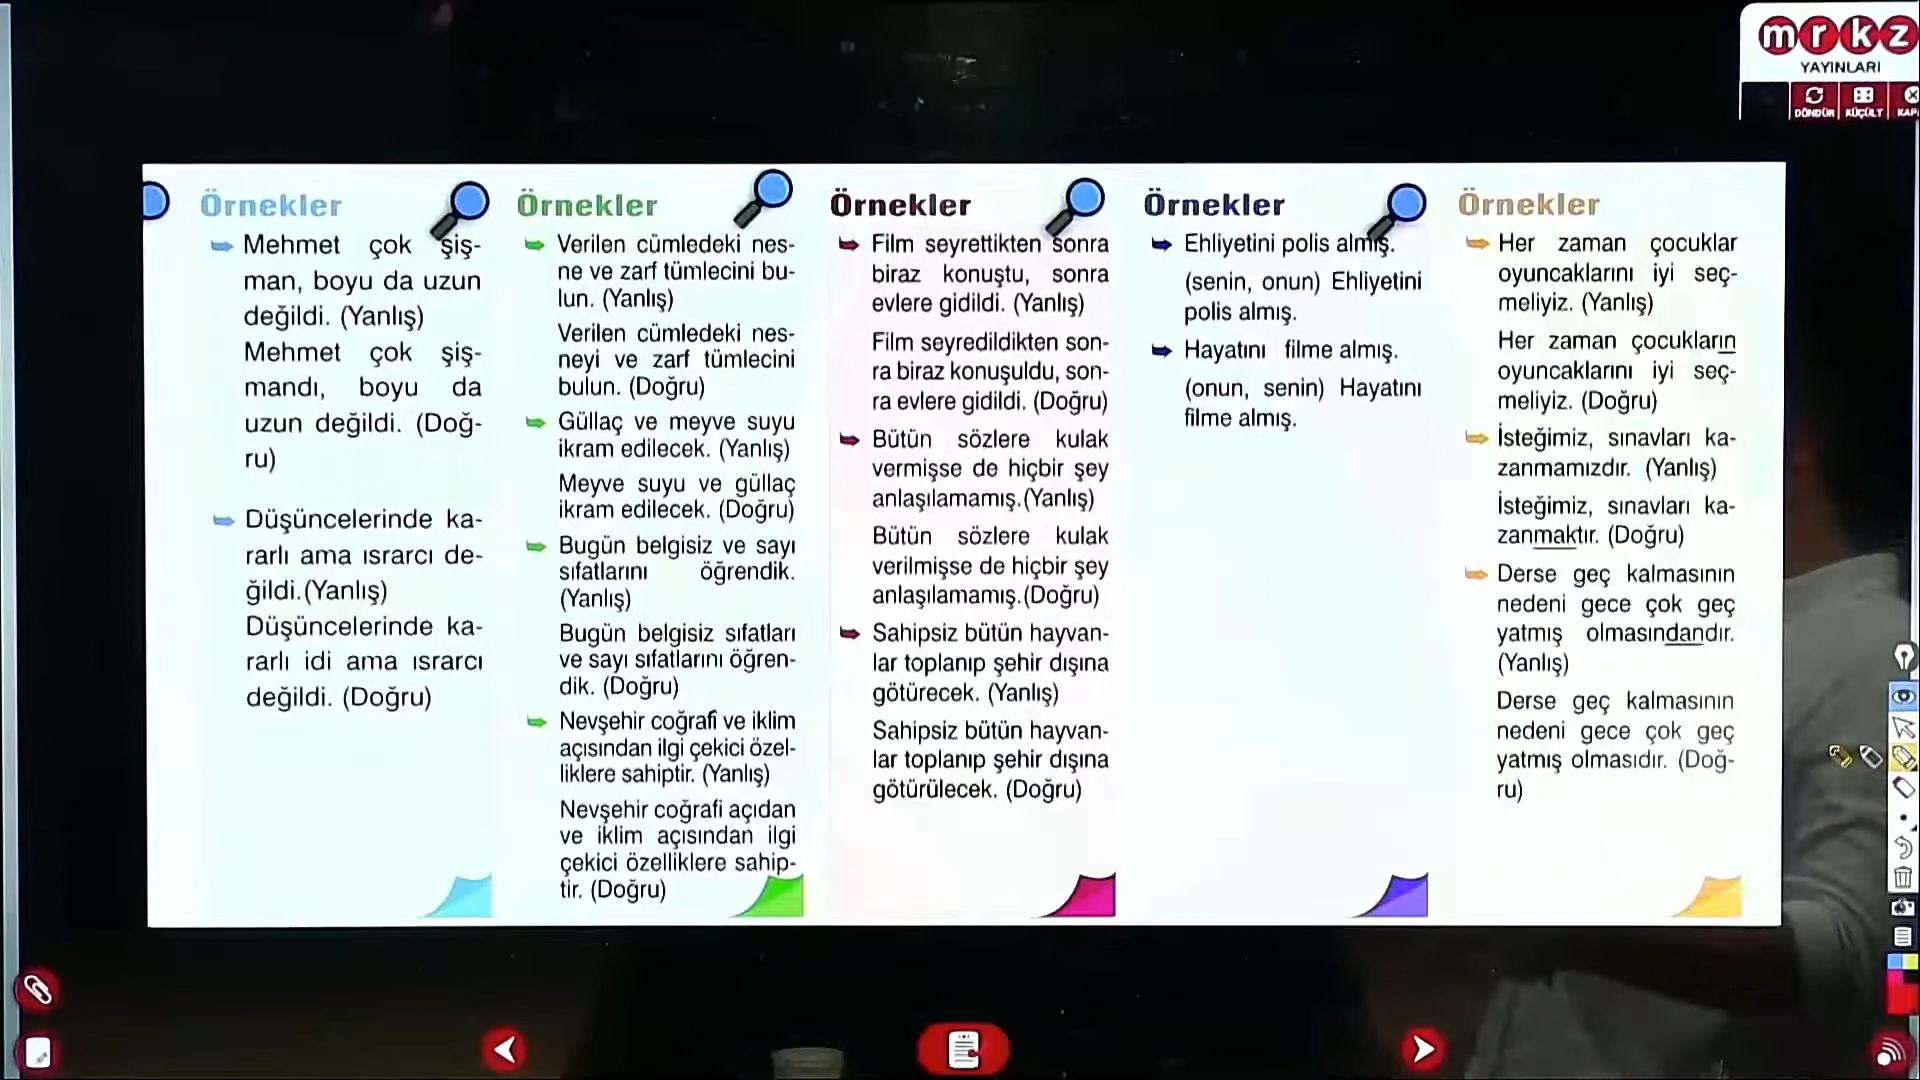 mrkz
YAYINLARI
DÖNDÜR
KÜÇÜLT
KAP
Örnekler
Mehmet çok şiş-
man, boyu da uzun
değildi. (Yanlış)
Mehmet çok şiş-
mandı, boyu da
uzun değildi. (Doğ-
ru)
Düşüncelerinde ka-
rarlı ama ısrarcı de-
ğildi.(Yanlış)
Düşüncelerinde ka-
rarlı idi ama ısrarcı
değildi. (Doğru)
Örnekler
Verilen cümledeki nes-
ne ve zarf tümlecini bu-
lun. (Yanlış)
Verilen cümledeki nes-
neyi ve zarf tümlecini
bulun. (Doğru)
Güllaç ve meyve suyu
ikram edilecek. (Yanlış)
Meyve suyu ve güllaç
ikram edilecek. (Doğru)
Bugün belgisiz ve sayı
sıfatlarını öğrendik.
(Yanlış)
Bugün belgisiz sıfatları
ve sayı sıfatlarını öğren-
dik. (Doğru)
Nevşehir coğrafi ve iklim
açısından ilgi çekici özel-
liklere sahiptir. (Yanlış)
Nevşehir coğrafi açıdan
ve iklim açısından ilgi
çekici özelliklere sahip-
tir. (Doğru)
Örnekler
Film seyrettikten sonra
biraz konuştu, sonra
evlere gidildi. (Yanlış)
Film seyredildikten son-
ra biraz konuşuldu, son-
ra evlere gidildi. (Doğru)
Bütün sözlere kulak
vermişse de hiçbir şey
anlaşılamamış.(Yanlış)
Bütün sözlere kulak
verilmişse de hiçbir şey
anlaşılamamış.(Doğru)
Sahipsiz bütün hayvan-
lar toplanıp şehir dışına
götürecek. (Yanlış)
Sahipsiz bütün hayvan-
lar toplanıp şehir dışına
götürülecek. (Doğru)
Örnekler
Ehliyetini polis almış.
(senin, onun) Ehliyetini
polis almış.
Hayatını filme almış.
(onun, senin) Hayatını
filme almış.
Örnekler
Her zaman çocuklar
oyuncaklarını iyi seç-
meliyiz. (Yanlış)
Her zaman çocukların
oyuncaklarını iyi seç-
meliyiz. (Doğru)
İsteğimiz, sınavları ka-
zanmamızdır. (Yanlış)
İsteğimiz, sınavları ka-
zanmaktır. (Doğru)
Derse geç kalmasının
nedeni gece çok geç
yatmış olmasındandır.
(Yanlış)
Derse geç kalmasının
nedeni gece çok geç
yatmış olmasıdır. (Doğ-
ru)